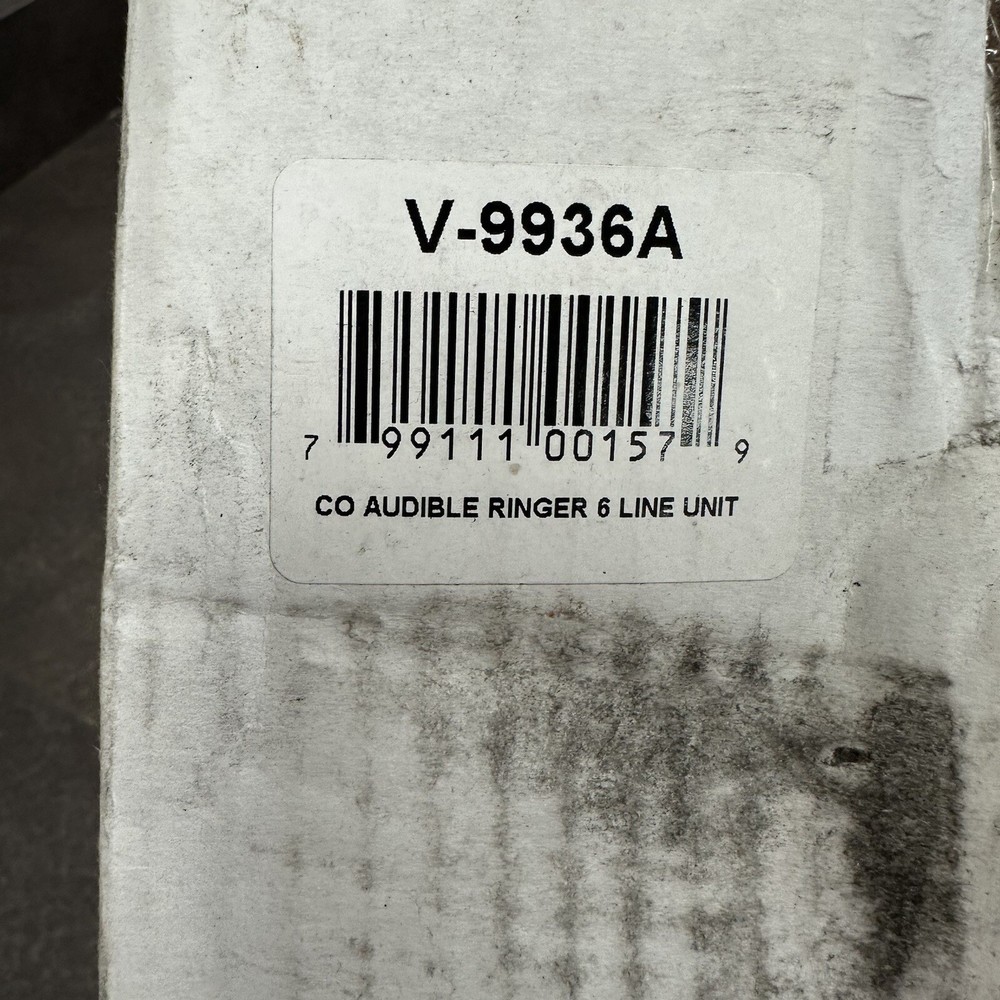 V-9936A
7 99111 00157 9
CO AUDIBLE RINGER 6 LINE UNIT